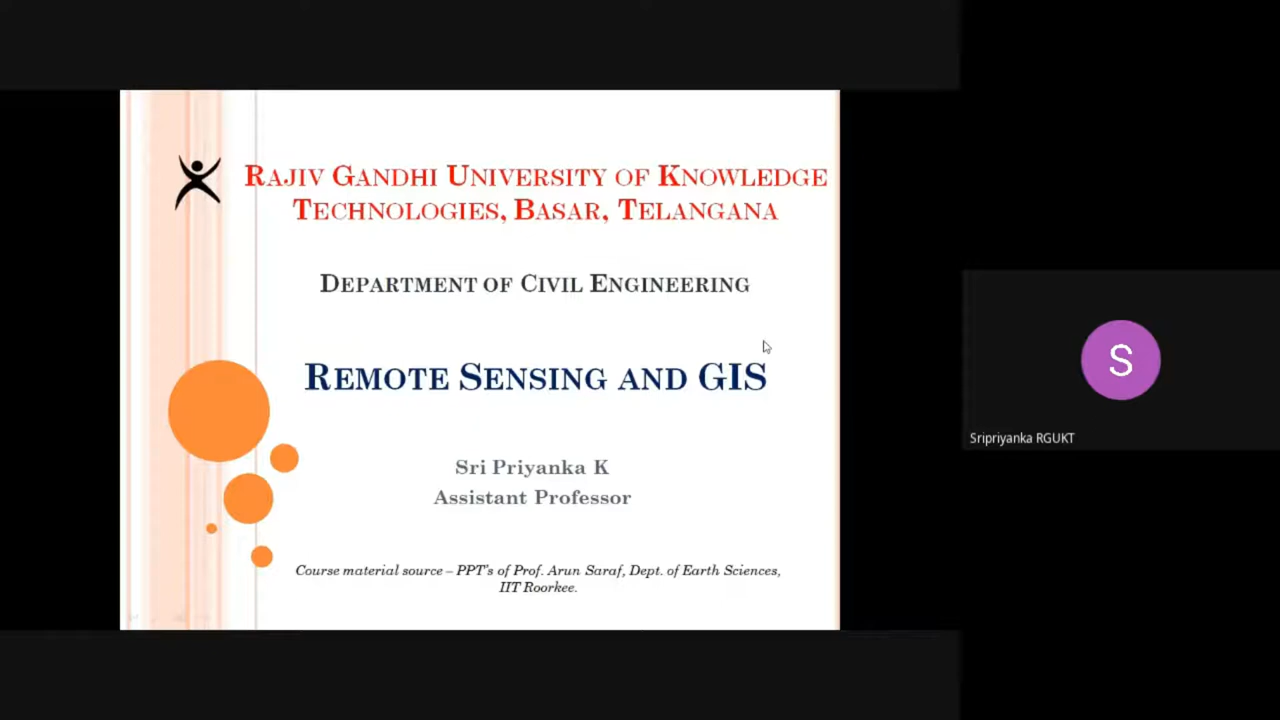 Rajiv Gandhi University of Knowledge
Technologies, Basar, Telangana
Department of Civil Engineering
Remote Sensing and GIS
Sri Priyanka K
Assistant Professor
Course material source – PPT's of Prof. Arun Saraf, Dept. of Earth Sciences,
IIT Roorkee.
S
Sripriyanka RGUKT